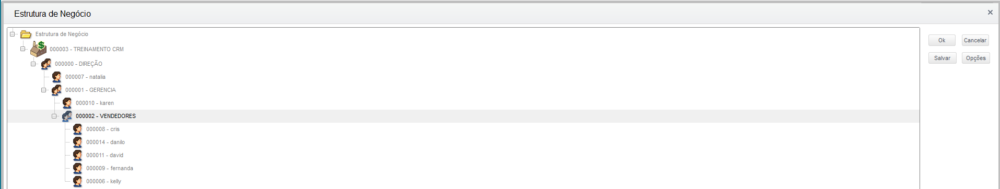 Estrutura de Negócio
Estrutura de Negócio
000003 - TREINAMENTO CRM
Ok
Cancelar
000000 - DIREÇÃO
Salvar
Opções
000007 - natalia
000001 - GERENCIA
000010 - karen
000002 - VENDEDORES
000008 - cris
000014 - danilo
000011 - david
000009 - fernanda
000006 - kelly